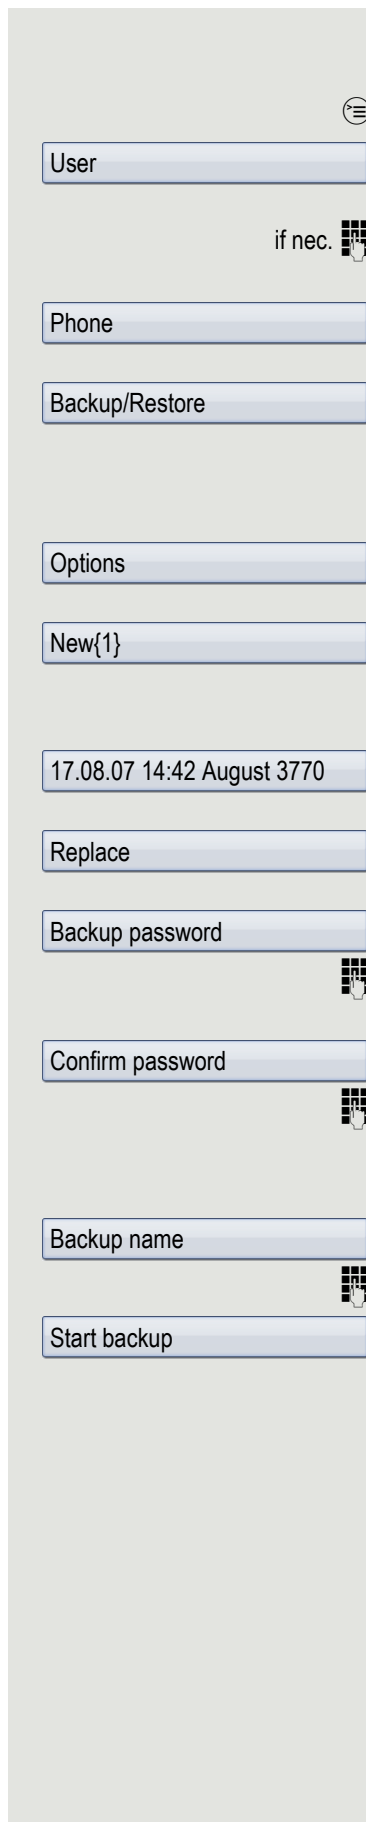 User
if nec.
Phone
Backup/Restore
Options
New{1}
17.08.07 14:42 August 3770
Replace
Backup password
Confirm password
Backup name
Start backup